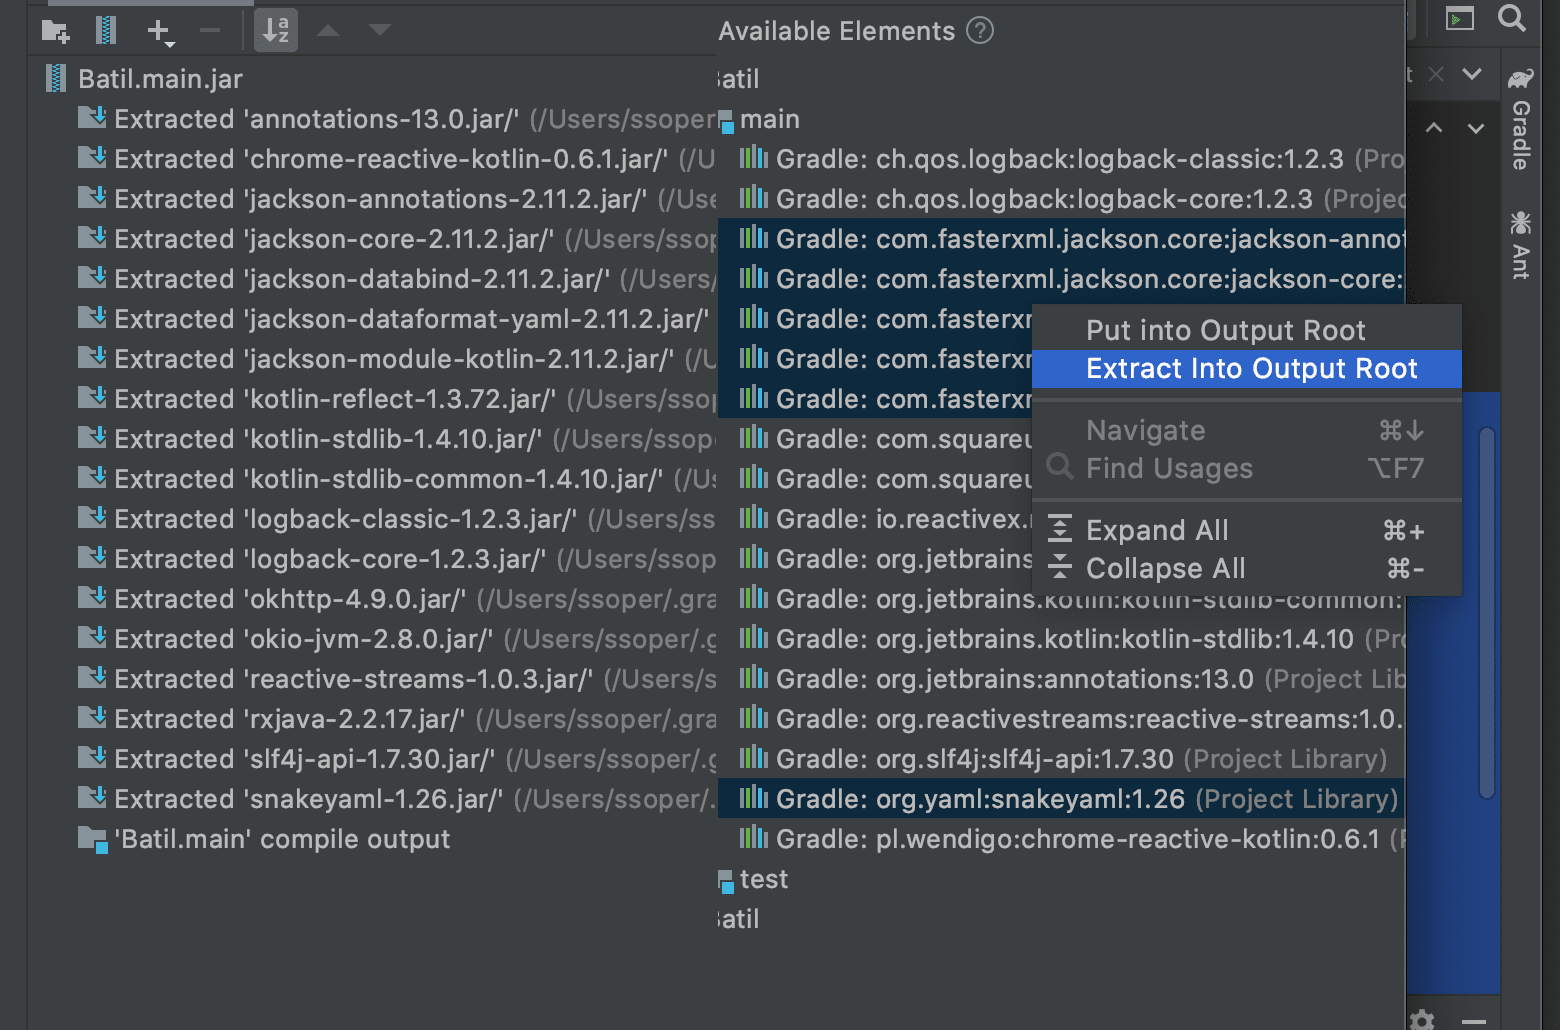 Available Elements ?
Batil.main.jar
Extracted 'annotations-13.0.jar/' (/Users/ssoper
Extracted 'chrome-reactive-kotlin-0.6.1.jar/' (/U
Extracted 'jackson-annotations-2.11.2.jar/' (/Use
Extracted 'jackson-core-2.11.2.jar/' (/Users/ssop
Extracted 'jackson-databind-2.11.2.jar/' (/Users/
Extracted 'jackson-dataformat-yaml-2.11.2.jar/'
Extracted 'jackson-module-kotlin-2.11.2.jar/' (/U
Extracted 'kotlin-reflect-1.3.72.jar/' (/Users/ssop
Extracted 'kotlin-stdlib-1.4.10.jar/' (/Users/ssop
Extracted 'kotlin-stdlib-common-1.4.10.jar/' (/Us
Extracted 'logback-classic-1.2.3.jar/' (/Users/ss
Extracted 'logback-core-1.2.3.jar/' (/Users/ssop
Extracted 'okhttp-4.9.0.jar/' (/Users/ssoper/.gra
Extracted 'okio-jvm-2.8.0.jar/' (/Users/ssoper/.g
Extracted 'reactive-streams-1.0.3.jar/' (/Users/s
Extracted 'rxjava-2.2.17.jar/' (/Users/ssoper/.gra
Extracted 'slf4j-api-1.7.30.jar/' (/Users/ssoper/.g
Extracted 'snakeyaml-1.26.jar/' (/Users/ssoper/.
'Batil.main' compile output
atil
main
Gradle: ch.qos.logback:logback-classic:1.2.3 (Pro
Gradle: ch.qos.logback:logback-core:1.2.3 (Projec
Gradle: com.fasterxml.jackson.core:jackson-annot
Gradle: com.fasterxml.jackson.core:jackson-core:
Gradle: com.fasterxm
Gradle: com.fasterxm
Gradle: com.fasterxm
Gradle: com.squareu
Gradle: com.squareu
Gradle: io.reactivex.
Gradle: org.jetbrains
Gradle: org.jetbrains.kotlin:kotlin-stdlib-common:
Gradle: org.jetbrains.kotlin:kotlin-stdlib:1.4.10 (Pro
Gradle: org.jetbrains:annotations:13.0 (Project Lib
Gradle: org.reactivestreams:reactive-streams:1.0.
Gradle: org.slf4j:slf4j-api:1.7.30 (Project Library)
Gradle: org.yaml:snakeyaml:1.26 (Project Library)
Gradle: pl.wendigo:chrome-reactive-kotlin:0.6.1 (
test
atil
Put into Output Root
Extract Into Output Root
Navigate ⌘↓
Find Usages ⌥F7
Expand All ⌘+
Collapse All ⌘-
t
Gradle
Ant